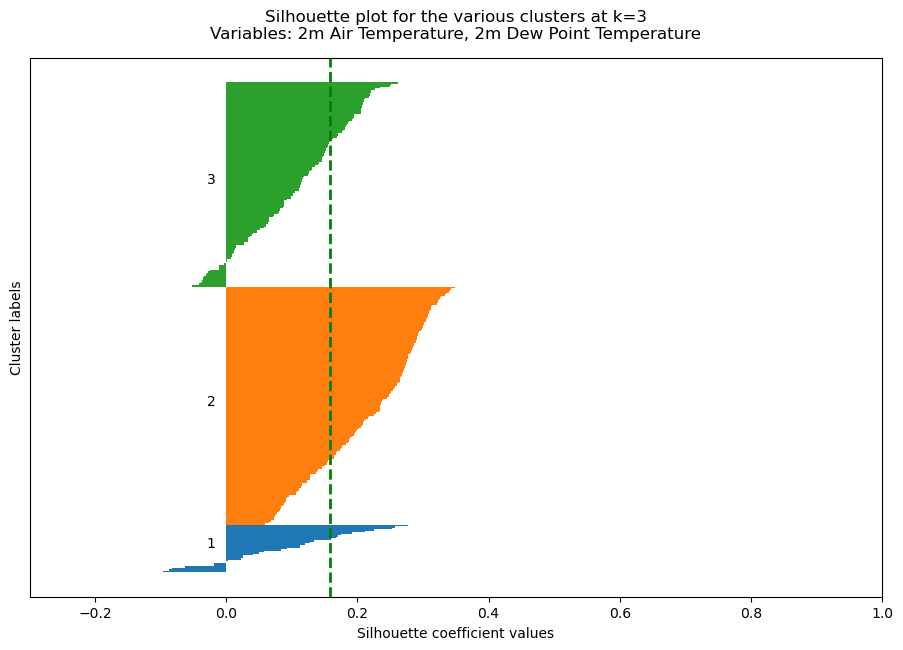 Silhouette plot for the various clusters at k=3
Variables: 2m Air Temperature, 2m Dew Point Temperature
3
2
1
Cluster labels
−0.2 0.0 0.2 0.4 0.6 0.8 1.0
Silhouette coefficient values